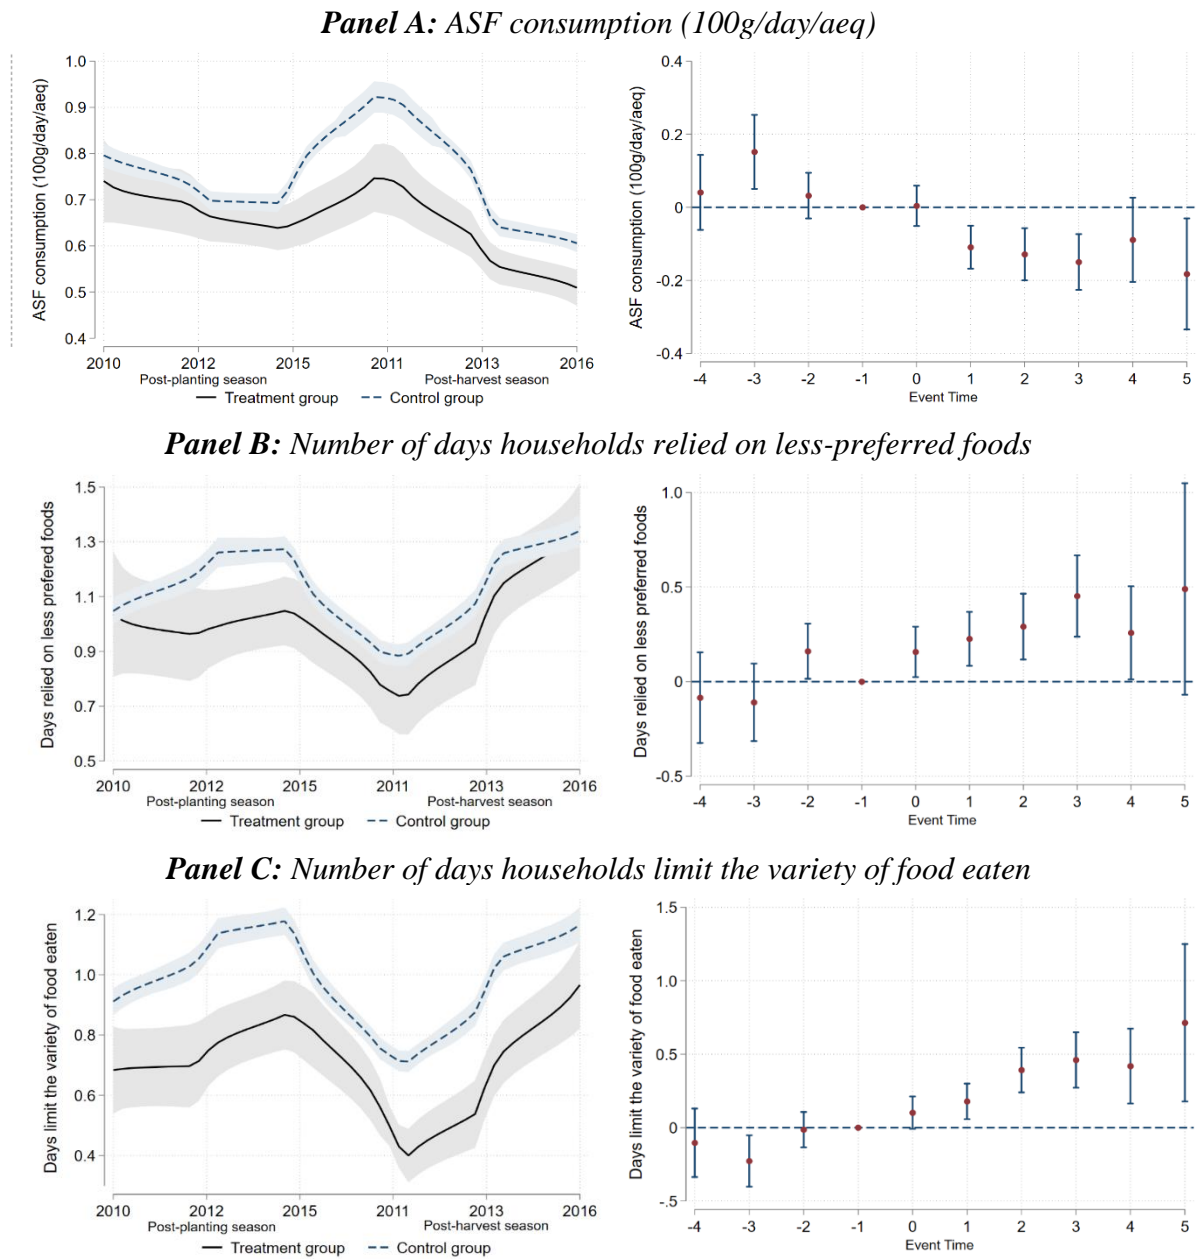 Panel A: ASF consumption (100g/day/aeq)
ASF consumption (100g/day/aeq)
1.0
0.9
0.8
0.7
0.6
0.5
0.4
2010 2012 2015 2011 2013 2016
Post-planting season Post-harvest season
Treatment group Control group
ASF consumption (100g/day/aeq)
0.4
0.2
0
-0.2
-0.4
-4 -3 -2 -1 0 1 2 3 4 5
Event Time
Panel B: Number of days households relied on less-preferred foods
Days relied on less prefered foods
1.5
1.3
1.1
0.9
0.7
0.5
2010 2012 2015 2011 2013 2016
Post-planting season Post-harvest season
Treatment group Control group
Days relied on less preferred foods
1.0
0.5
0
-0.5
-4 -3 -2 -1 0 1 2 3 4 5
Event Time
Panel C: Number of days households limit the variety of food eaten
Days limit the variety of food eaten
1.2
1.0
0.8
0.6
0.4
2010 2012 2015 2011 2013 2016
Post-planting season Post-harvest season
Treatment group Control group
Days limit the variety of food eaten
1.5
1.0
0.5
0
-.5
-4 -3 -2 -1 0 1 2 3 4 5
Event Time